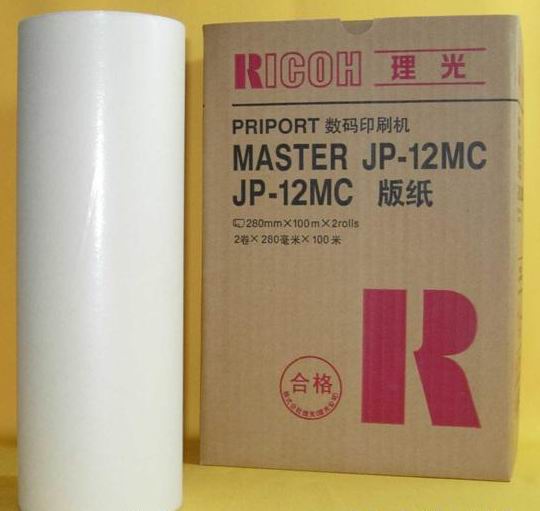 RICOH 理光
PRIPORT 数码印刷机
MASTER JP-12MC
JP-12MC 版纸
280mm×100m×2rolls
2卷×280毫米×100米
R
合格